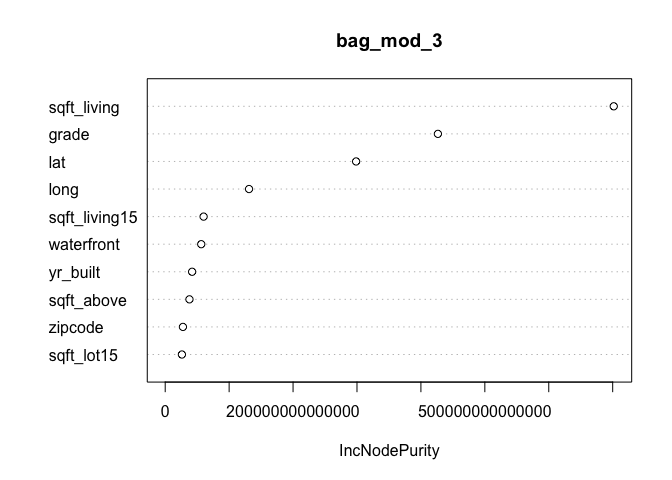 bag_mod_3
sqft_living
grade
lat
long
sqft_living15
waterfront
yr_built
sqft_above
zipcode
sqft_lot15
0 200000000000000 500000000000000
IncNodePurity